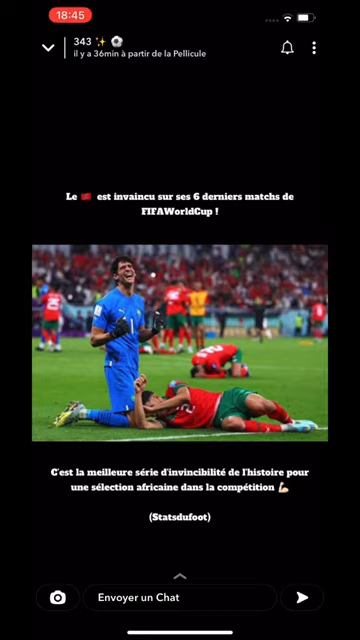 18:45
343 ✨ ⚽
il y a 36min à partir de la Pellicule
Le 🇲🇦 est invaincu sur ses 6 derniers matchs de
FIFAWorldCup !
C'est la meilleure série d'invincibilité de l'histoire pour
une sélection africaine dans la compétition 💪🏻
(Statsdufoot)
Envoyer un Chat